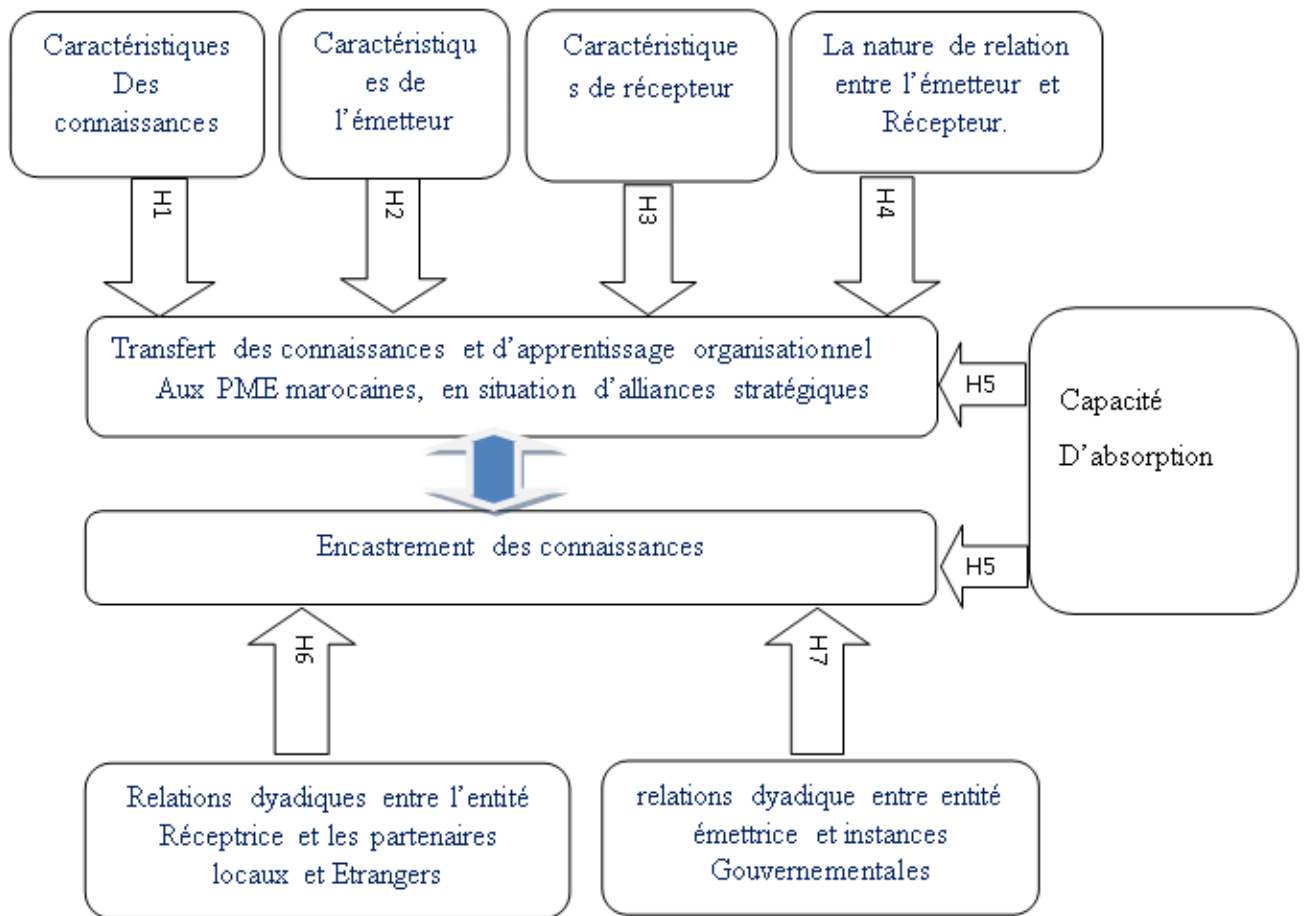 Caractéristiques
Des
connaissances
Caractéristiqu
es de
l’émetteur
Caractéristique
s de récepteur
La nature de relation
entre l’émetteur et
Récepteur.
H1
H2
H3
H4
Transfert des connaissances et d’apprentissage organisationnel
Aux PME marocaines, en situation d’alliances stratégiques
H5
Capacité
D’absorption
Encastrement des connaissances
H5
H6
H7
Relations dyadiques entre l’entité
Réceptrice et les partenaires
locaux et Etrangers
relations dyadique entre entité
émettrice et instances
Gouvernementales